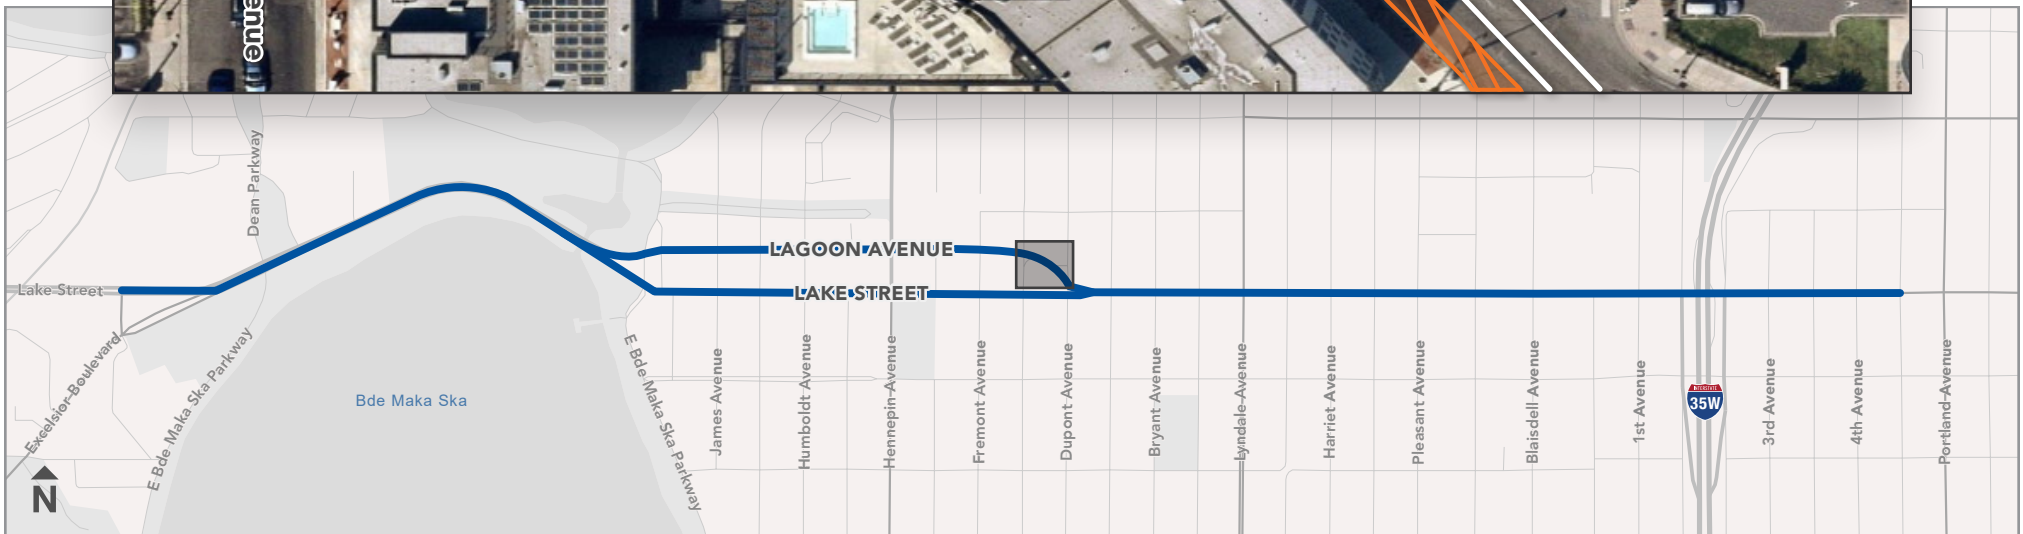 Dean Parkway
LAGOON AVENUE
Lake Street
LAKE STREET
Excelsior Boulevard
E Bde Maka Ska Parkway
Bde Maka Ska
E Bde Maka Ska Parkway
James Avenue
Humboldt Avenue
Hennepin Avenue
Fremont Avenue
Dupont Avenue
Bryant Avenue
Lyndale Avenue
Harriet Avenue
Pleasant Avenue
Blaisdell Avenue
1st Avenue
INTERSTATE
35W
3rd Avenue
4th Avenue
Portland Avenue
N